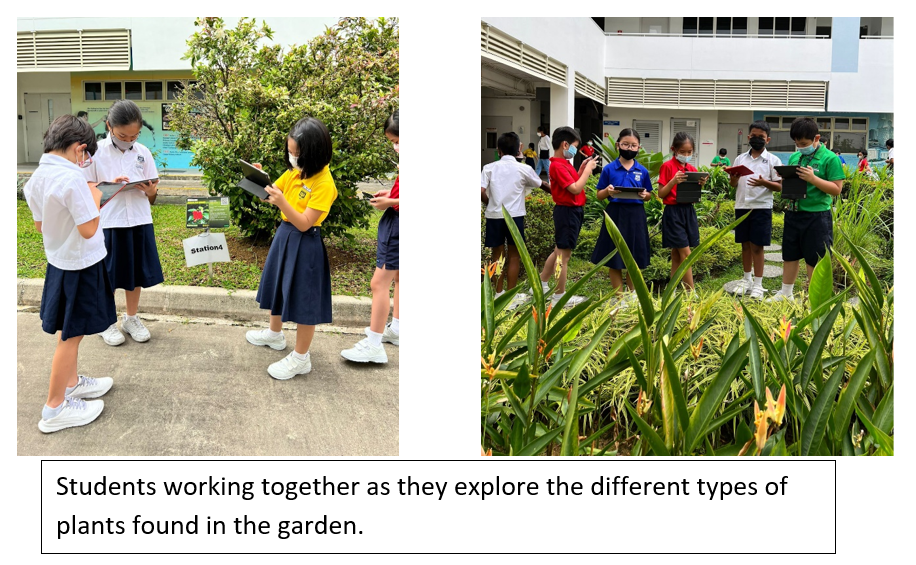 Station4
Students working together as they explore the different types of
plants found in the garden.